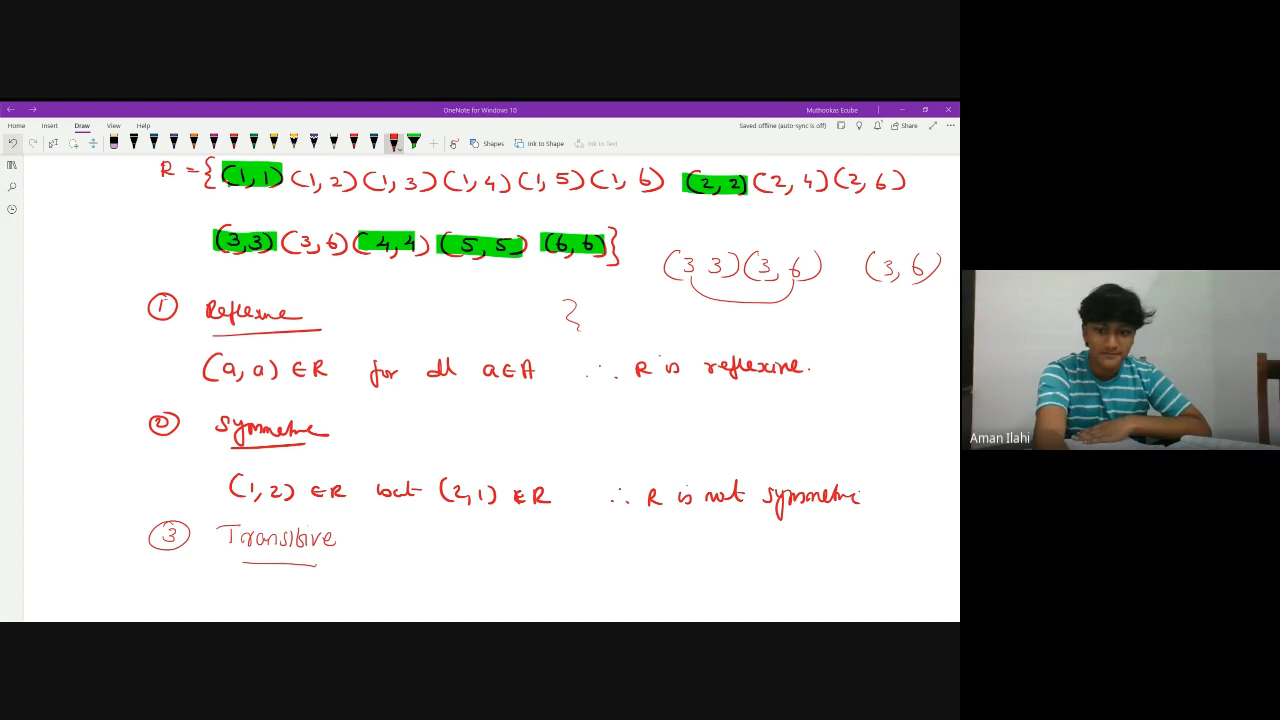 OneNote for Windows 10
Muthookas Ecube
Home Insert Draw View Help
Saved offline (auto-sync is off)
Share
Shapes Ink to Shape Ink to Text
R = { (1, 1) (1, 2) (1, 3) (1, 4) (1, 5) (1, 6) (2, 2) (2, 4) (2, 6)
(3,3) (3, 6) (4,4) (5,5) (6,6) }
(3 3) (3, 6) (3, 6)
① Reflexive
(a, a) ∈ R for all a ∈ A ∴ R is reflexive.
② Symmetric
(1, 2) ∈ R but (2, 1) ∉ R ∴ R is not symmetric
③ Transitive
Aman Ilahi